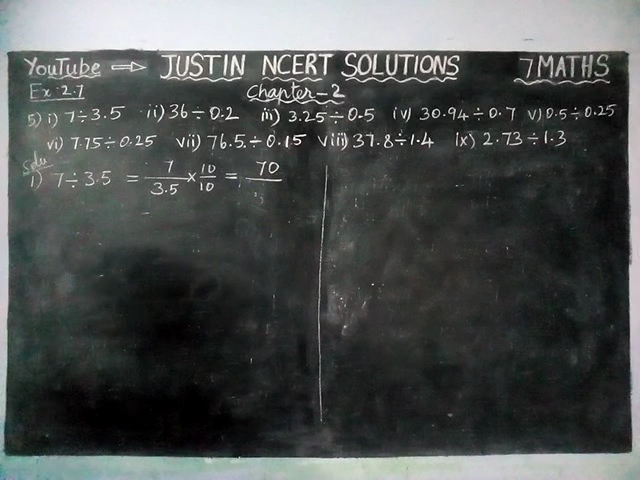 YouTube ⇒ JUSTIN NCERT SOLUTIONS 7 MATHS
Ex:2.7 Chapter-2
5) i) 7÷3.5 ii) 36÷0.2 iii) 3.25÷0.5 iv) 30.94÷0.7 v) 0.5÷0.25
vi) 7.75÷0.25 vii) 76.5÷0.15 viii) 37.8÷1.4 ix) 2.73÷1.3
Solu
i) 7÷3.5 = 7/3.5 × 10/10 = 70/